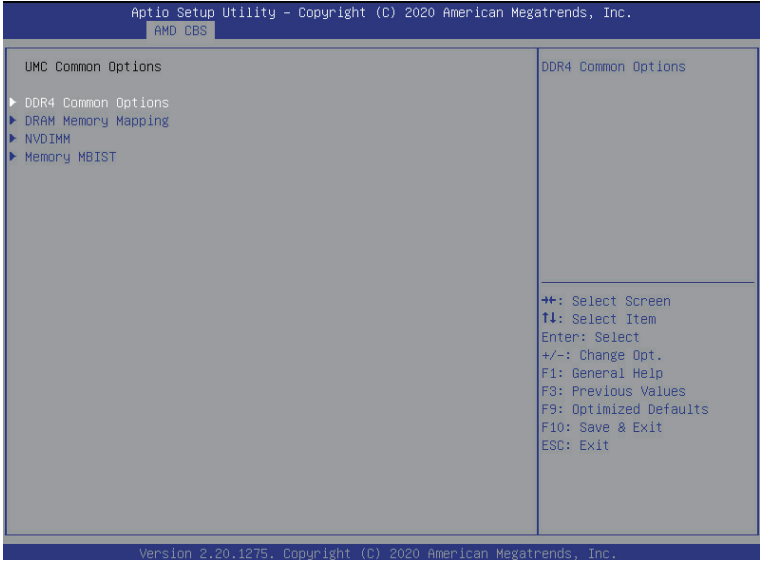 Aptio Setup Utility – Copyright (C) 2020 American Megatrends, Inc.
AMD CBS
UMC Common Options
DDR4 Common Options
DRAM Memory Mapping
NVDIMM
Memory MBIST
DDR4 Common Options
→←: Select Screen
↑↓: Select Item
Enter: Select
+/-: Change Opt.
F1: General Help
F3: Previous Values
F9: Optimized Defaults
F10: Save & Exit
ESC: Exit
Version 2.20.1275. Copyright (C) 2020 American Megatrends, Inc.